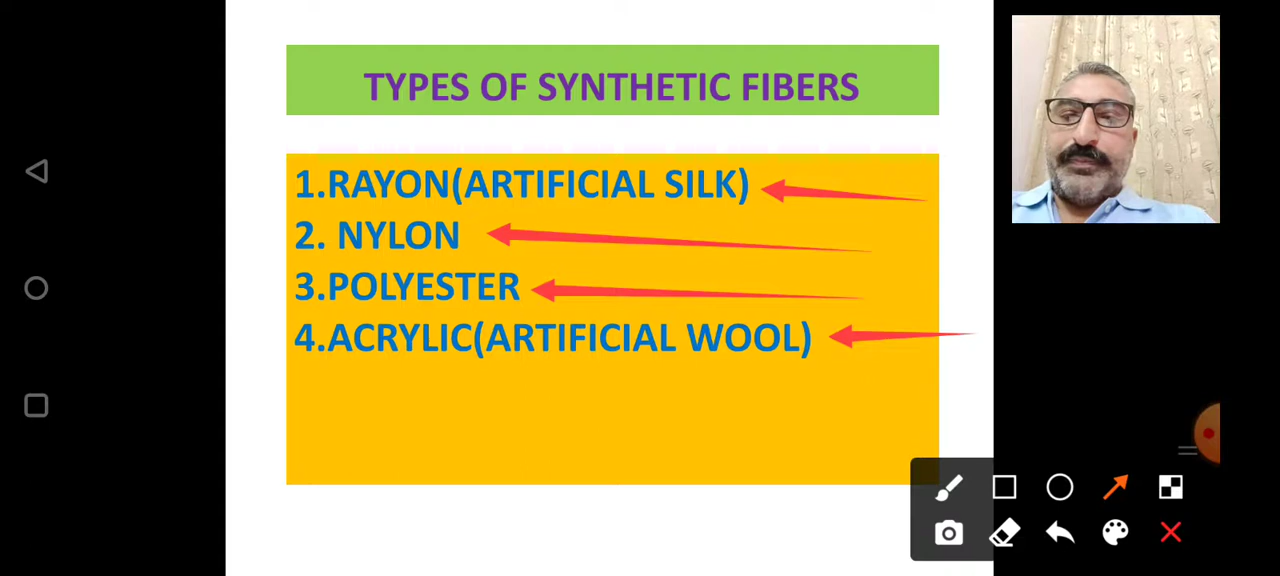 TYPES OF SYNTHETIC FIBERS
1.RAYON(ARTIFICIAL SILK)
2. NYLON
3.POLYESTER
4.ACRYLIC(ARTIFICIAL WOOL)